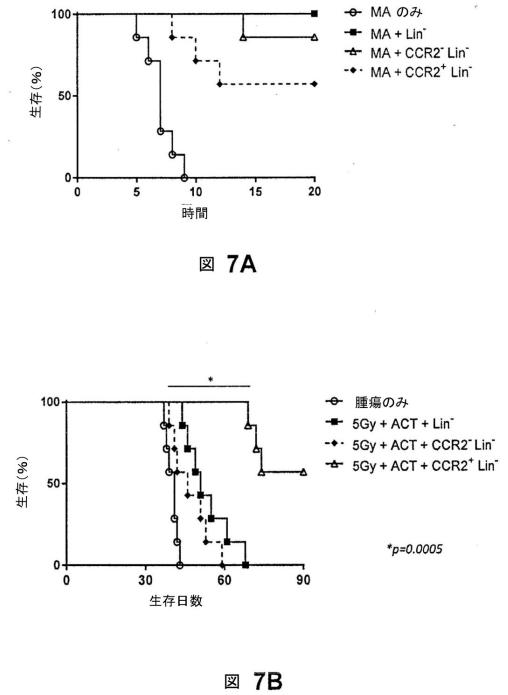 100
50
0
生存(%)
0 5 10 15 20
時間
MA のみ
MA + Lin⁻
MA + CCR2⁻ Lin⁻
MA + CCR2⁺ Lin⁻
図 7A
*
100
50
0
生存(%)
0 30 60 90
生存日数
腫瘍のみ
5Gy + ACT + Lin⁻
5Gy + ACT + CCR2⁻ Lin⁻
5Gy + ACT + CCR2⁺ Lin⁻
*p=0.0005
図 7B